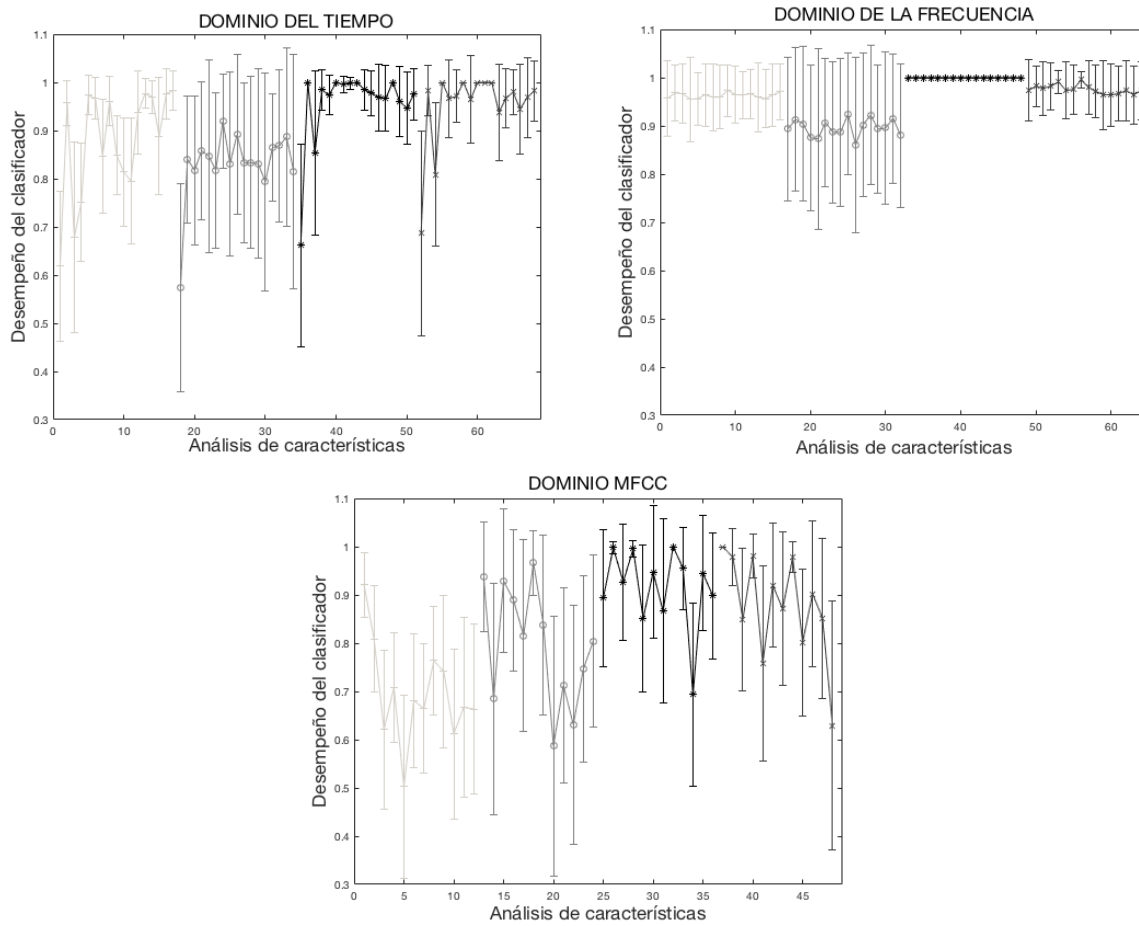 DOMINIO DEL TIEMPO
1.1
1
0.9
0.8
0.7
0.6
0.5
0.4
0.3
Desempeño del clasificador
0 10 20 30 40 50 60
Análisis de características
DOMINIO DE LA FRECUENCIA
1.1
1
0.9
0.8
0.7
0.6
0.5
0.4
0.3
Desempeño del clasificador
0 10 20 30 40 50 60
Análisis de características
DOMINIO MFCC
1.1
1
0.9
0.8
0.7
0.6
0.5
0.4
0.3
Desempeño del clasificador
0 5 10 15 20 25 30 35 40 45
Análisis de características